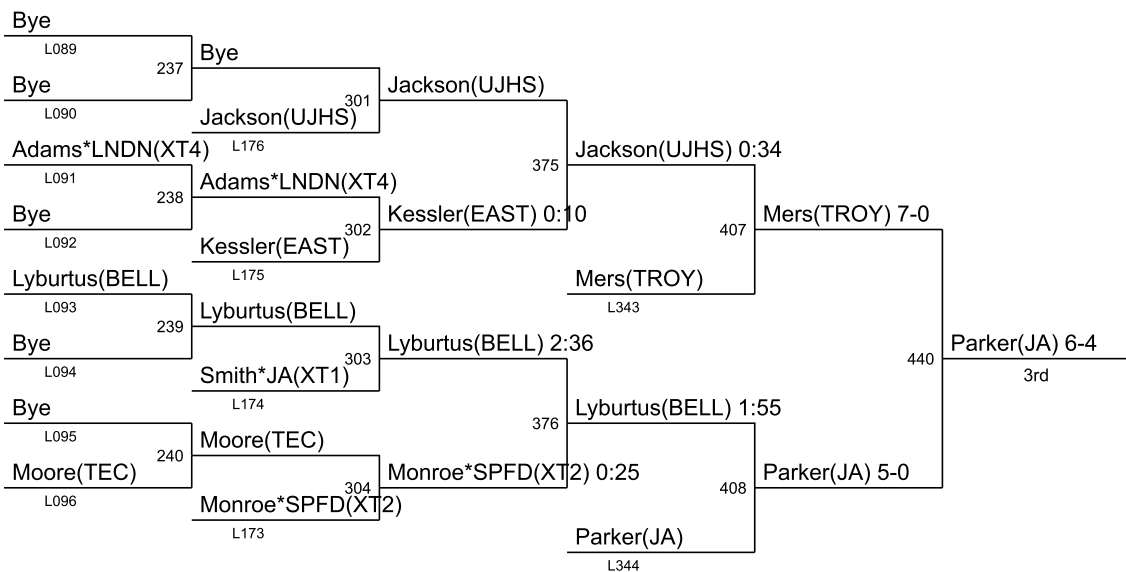 Bye
L089
237
Bye
Bye
L090
301
Jackson(UJHS)
Jackson(UJHS)
L176
Adams*LNDN(XT4)
L091
375
Jackson(UJHS) 0:34
238
Adams*LNDN(XT4)
Bye
L092
302
Kessler(EAST) 0:10
Kessler(EAST)
L175
407
Mers(TROY) 7-0
Lyburtus(BELL)
L093
Mers(TROY)
L343
239
Lyburtus(BELL)
Bye
L094
303
Lyburtus(BELL) 2:36
Smith*JA(XT1)
L174
440
Parker(JA) 6-4
3rd
Bye
L095
376
Lyburtus(BELL) 1:55
240
Moore(TEC)
Moore(TEC)
L096
304
Monroe*SPFD(XT2) 0:25
Monroe*SPFD(XT2)
L173
408
Parker(JA) 5-0
Parker(JA)
L344